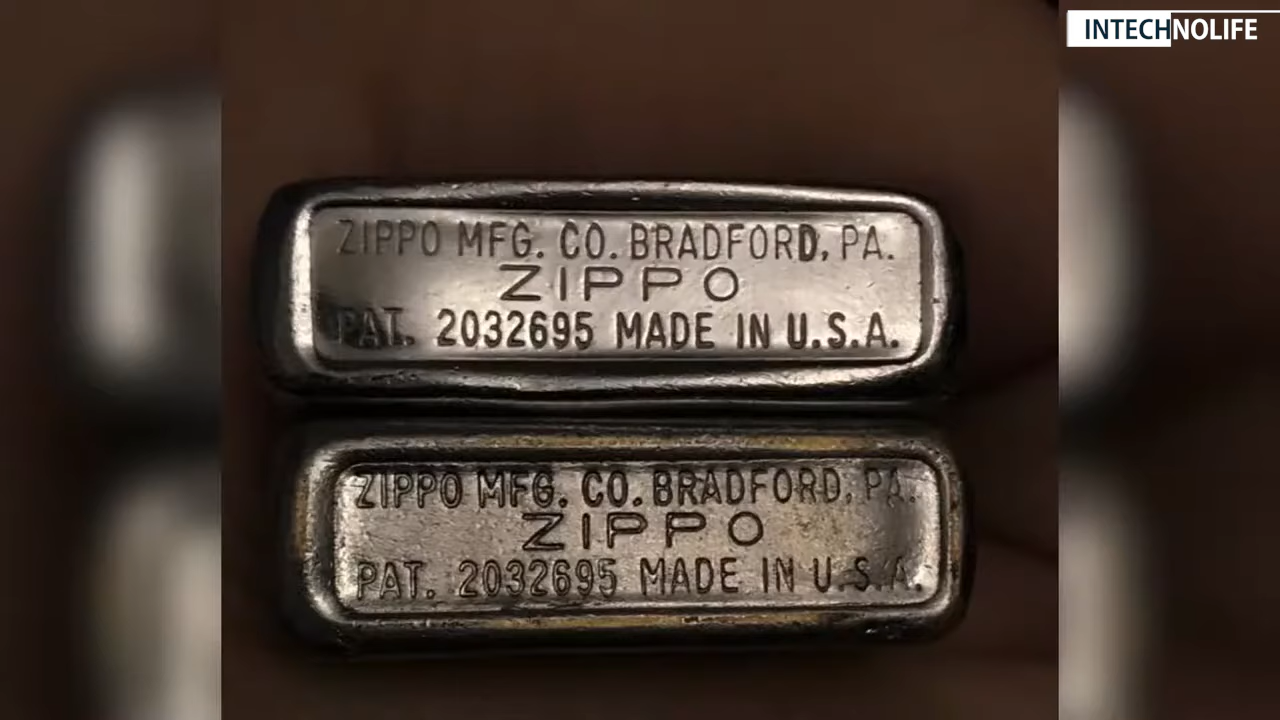 INTECHNOLIFE
ZIPPO MFG. CO. BRADFORD, PA.
ZIPPO
PAT. 2032695 MADE IN U.S.A.
ZIPPO MFG. CO. BRADFORD, PA.
ZIPPO
PAT. 2032695 MADE IN U.S.A.